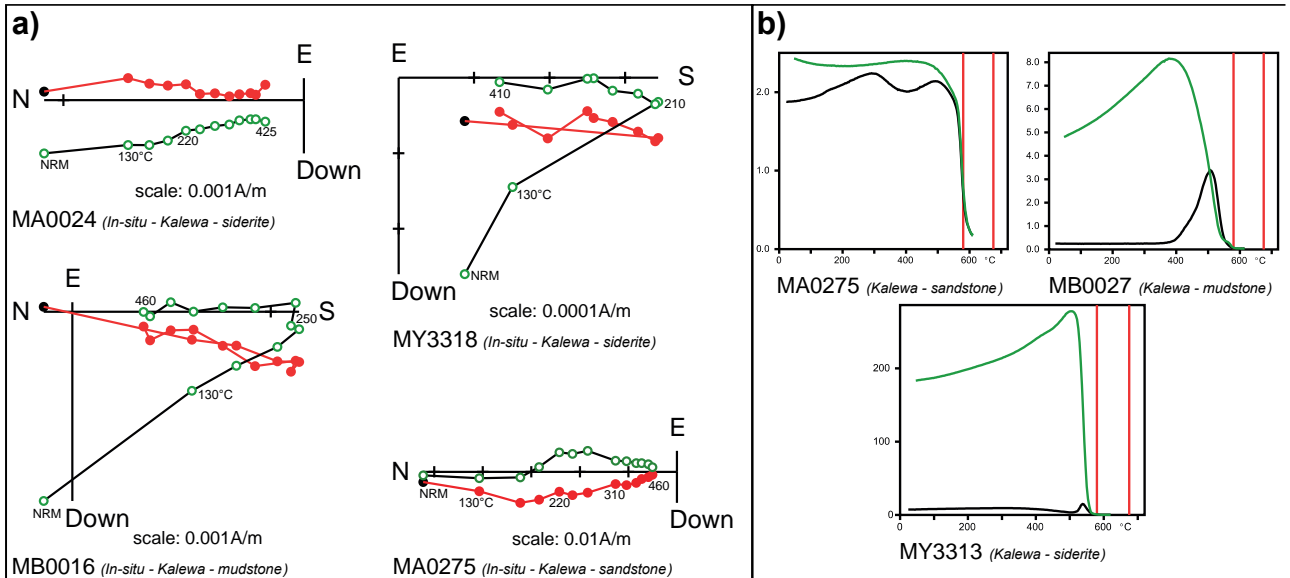 a)
E
N
NRM
130°C
220
425
Down
scale: 0.001A/m
MA0024 (In-situ - Kalewa - siderite)
E
S
410
210
130°C
NRM
Down
scale: 0.0001A/m
MY3318 (In-situ - Kalewa - siderite)
E
N
460
S
250
130°C
NRM
Down
scale: 0.001A/m
MB0016 (In-situ - Kalewa - mudstone)
E
N
NRM
130°C
220
310
460
Down
scale: 0.01A/m
MA0275 (In-situ - Kalewa - sandstone)
b)
2.0
1.0
0.0
0 200 400 600 °C
MA0275 (Kalewa - sandstone)
8.0
7.0
6.0
5.0
4.0
3.0
2.0
1.0
0.0
0 200 400 600 °C
MB0027 (Kalewa - mudstone)
200
100
0
0 200 400 600 °C
MY3313 (Kalewa - siderite)